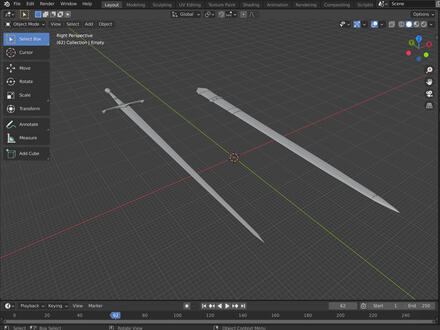 File Edit Render Window Help Layout Modeling Sculpting UV Editing Texture Paint Shading Animation Rendering Compositing Scene
Global Options
Object Mode View Select Add Object
Right Perspective
(62) Collection | Empty
Select Box
Cursor
Move
Rotate
Scale
Transform
Annotate
Measure
Add Cube
Playback Keying View Marker 62 Start 1 End 250
0 20 40 62 80 100 120 140 160 180 200 220 240
Select Box Select Rotate View Object Context Menu